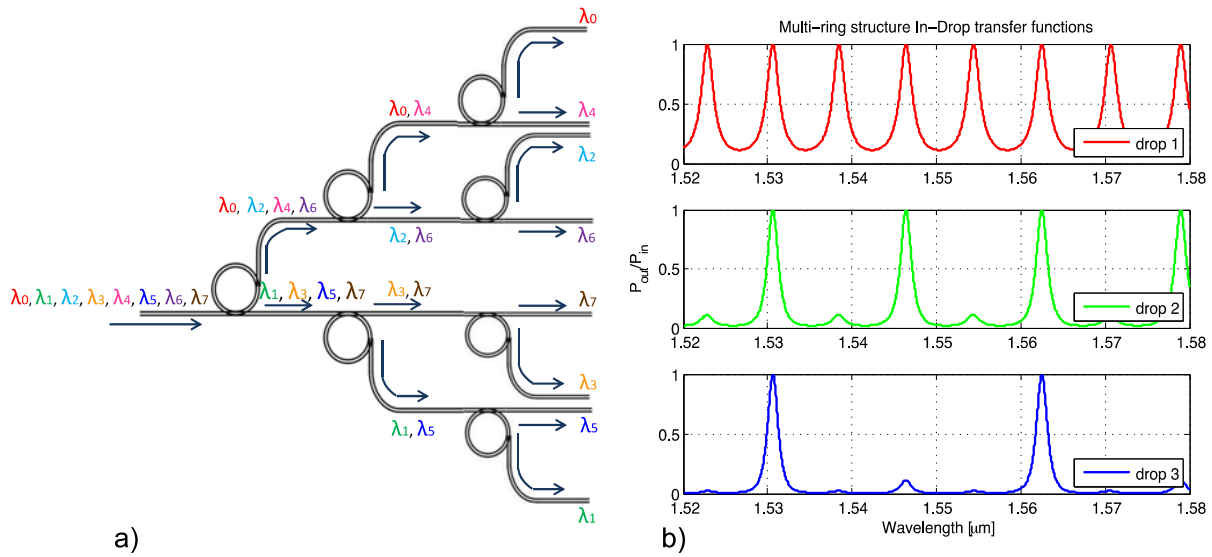 λ0
λ0, λ4
λ4
λ2
λ0, λ2, λ4, λ6
λ2, λ6
λ6
λ0, λ1, λ2, λ3, λ4, λ5, λ6, λ7
λ1, λ3, λ5, λ7
λ3, λ7
λ7
λ3
λ1, λ5
λ5
λ1
a)
Multi-ring structure In-Drop transfer functions
1
0.5
0
drop 1
1.52 1.53 1.54 1.55 1.56 1.57 1.58
Pout/Pin
1
0.5
0
drop 2
1.52 1.53 1.54 1.55 1.56 1.57 1.58
1
0.5
0
drop 3
1.52 1.53 1.54 1.55 1.56 1.57 1.58
Wavelength [μm]
b)